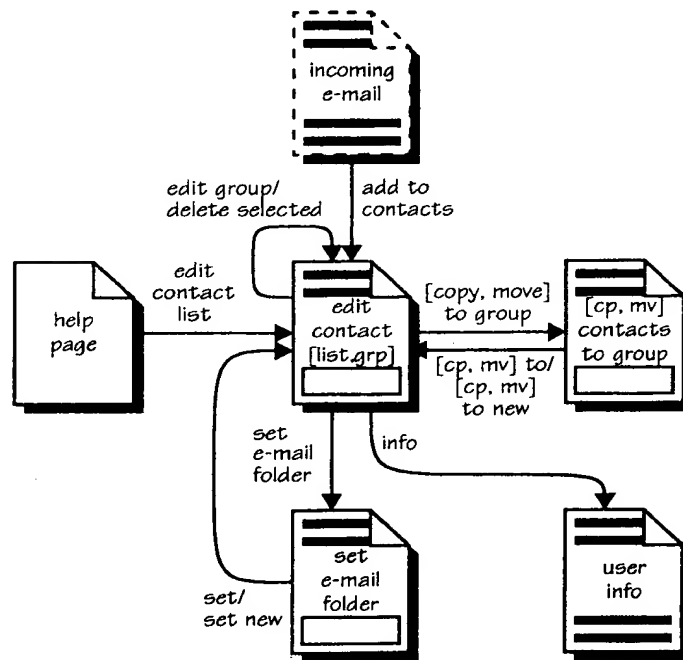 incoming
e-mail
edit group/
delete selected
add to
contacts
edit
contact
list
help
page
edit
contact
[list,grp]
[copy, move]
to group
[cp, mv] to/
[cp, mv]
to new
[cp, mv]
contacts
to group
set
e-mail
folder
info
set/
set new
set
e-mail
folder
user
info